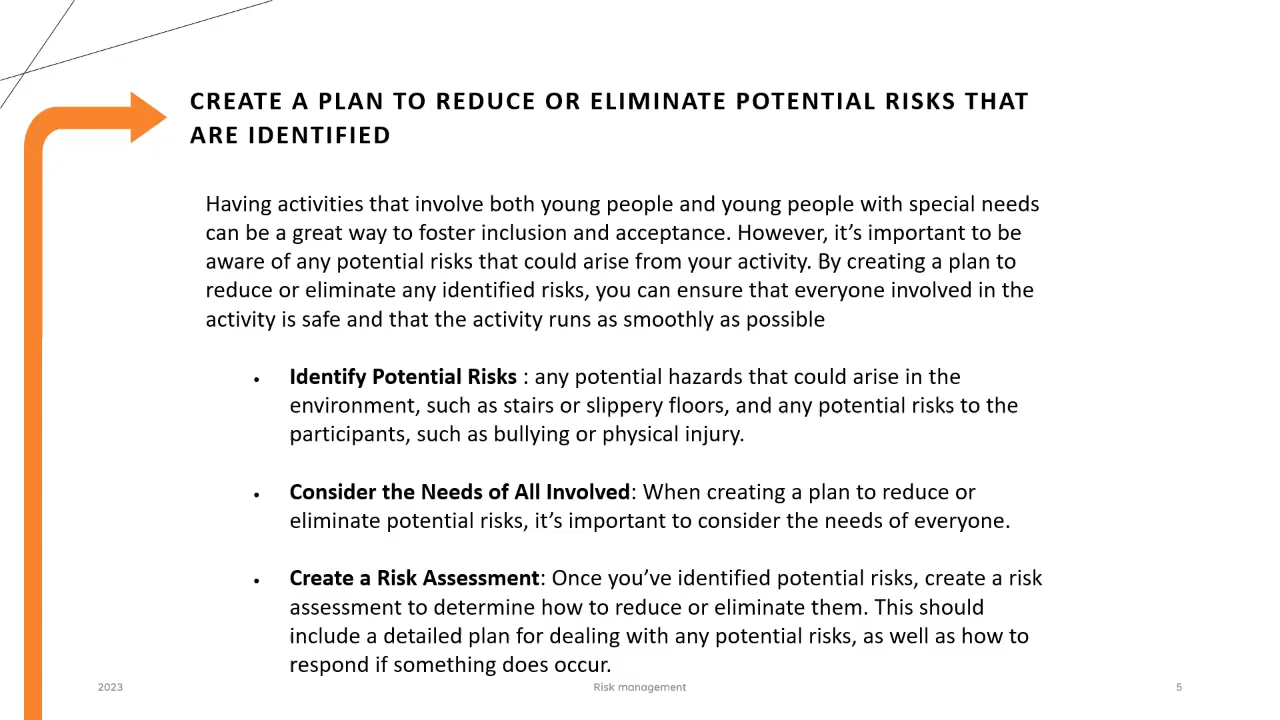 CREATE A PLAN TO REDUCE OR ELIMINATE POTENTIAL RISKS THAT
ARE IDENTIFIED
Having activities that involve both young people and young people with special needs
can be a great way to foster inclusion and acceptance. However, it’s important to be
aware of any potential risks that could arise from your activity. By creating a plan to
reduce or eliminate any identified risks, you can ensure that everyone involved in the
activity is safe and that the activity runs as smoothly as possible
• Identify Potential Risks : any potential hazards that could arise in the
environment, such as stairs or slippery floors, and any potential risks to the
participants, such as bullying or physical injury.
• Consider the Needs of All Involved: When creating a plan to reduce or
eliminate potential risks, it’s important to consider the needs of everyone.
• Create a Risk Assessment: Once you’ve identified potential risks, create a risk
assessment to determine how to reduce or eliminate them. This should
include a detailed plan for dealing with any potential risks, as well as how to
respond if something does occur.
2023 Risk management 5